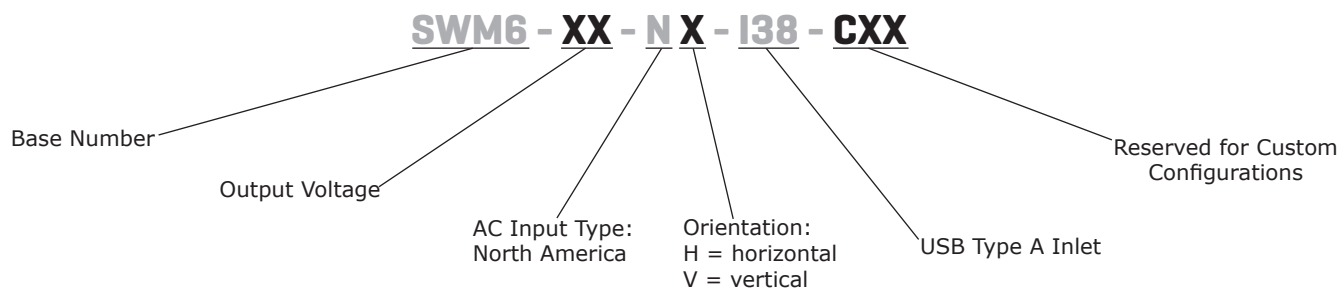 SWM6 - XX - N X - I38 - CXX
Base Number
Output Voltage
AC Input Type:
North America
Orientation:
H = horizontal
V = vertical
USB Type A Inlet
Reserved for Custom
Configurations